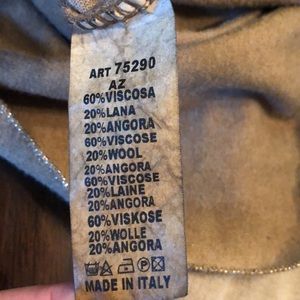 ART 75290
AZ
60%VISCOSA
20%LANA
20%ANGORA
60%VISCOSE
20%WOOL
20%ANGORA
60%VISCOSE
20%LAINE
20%ANGORA
60%VISKOSE
20%WOLLE
20%ANGORA
MADE IN ITALY